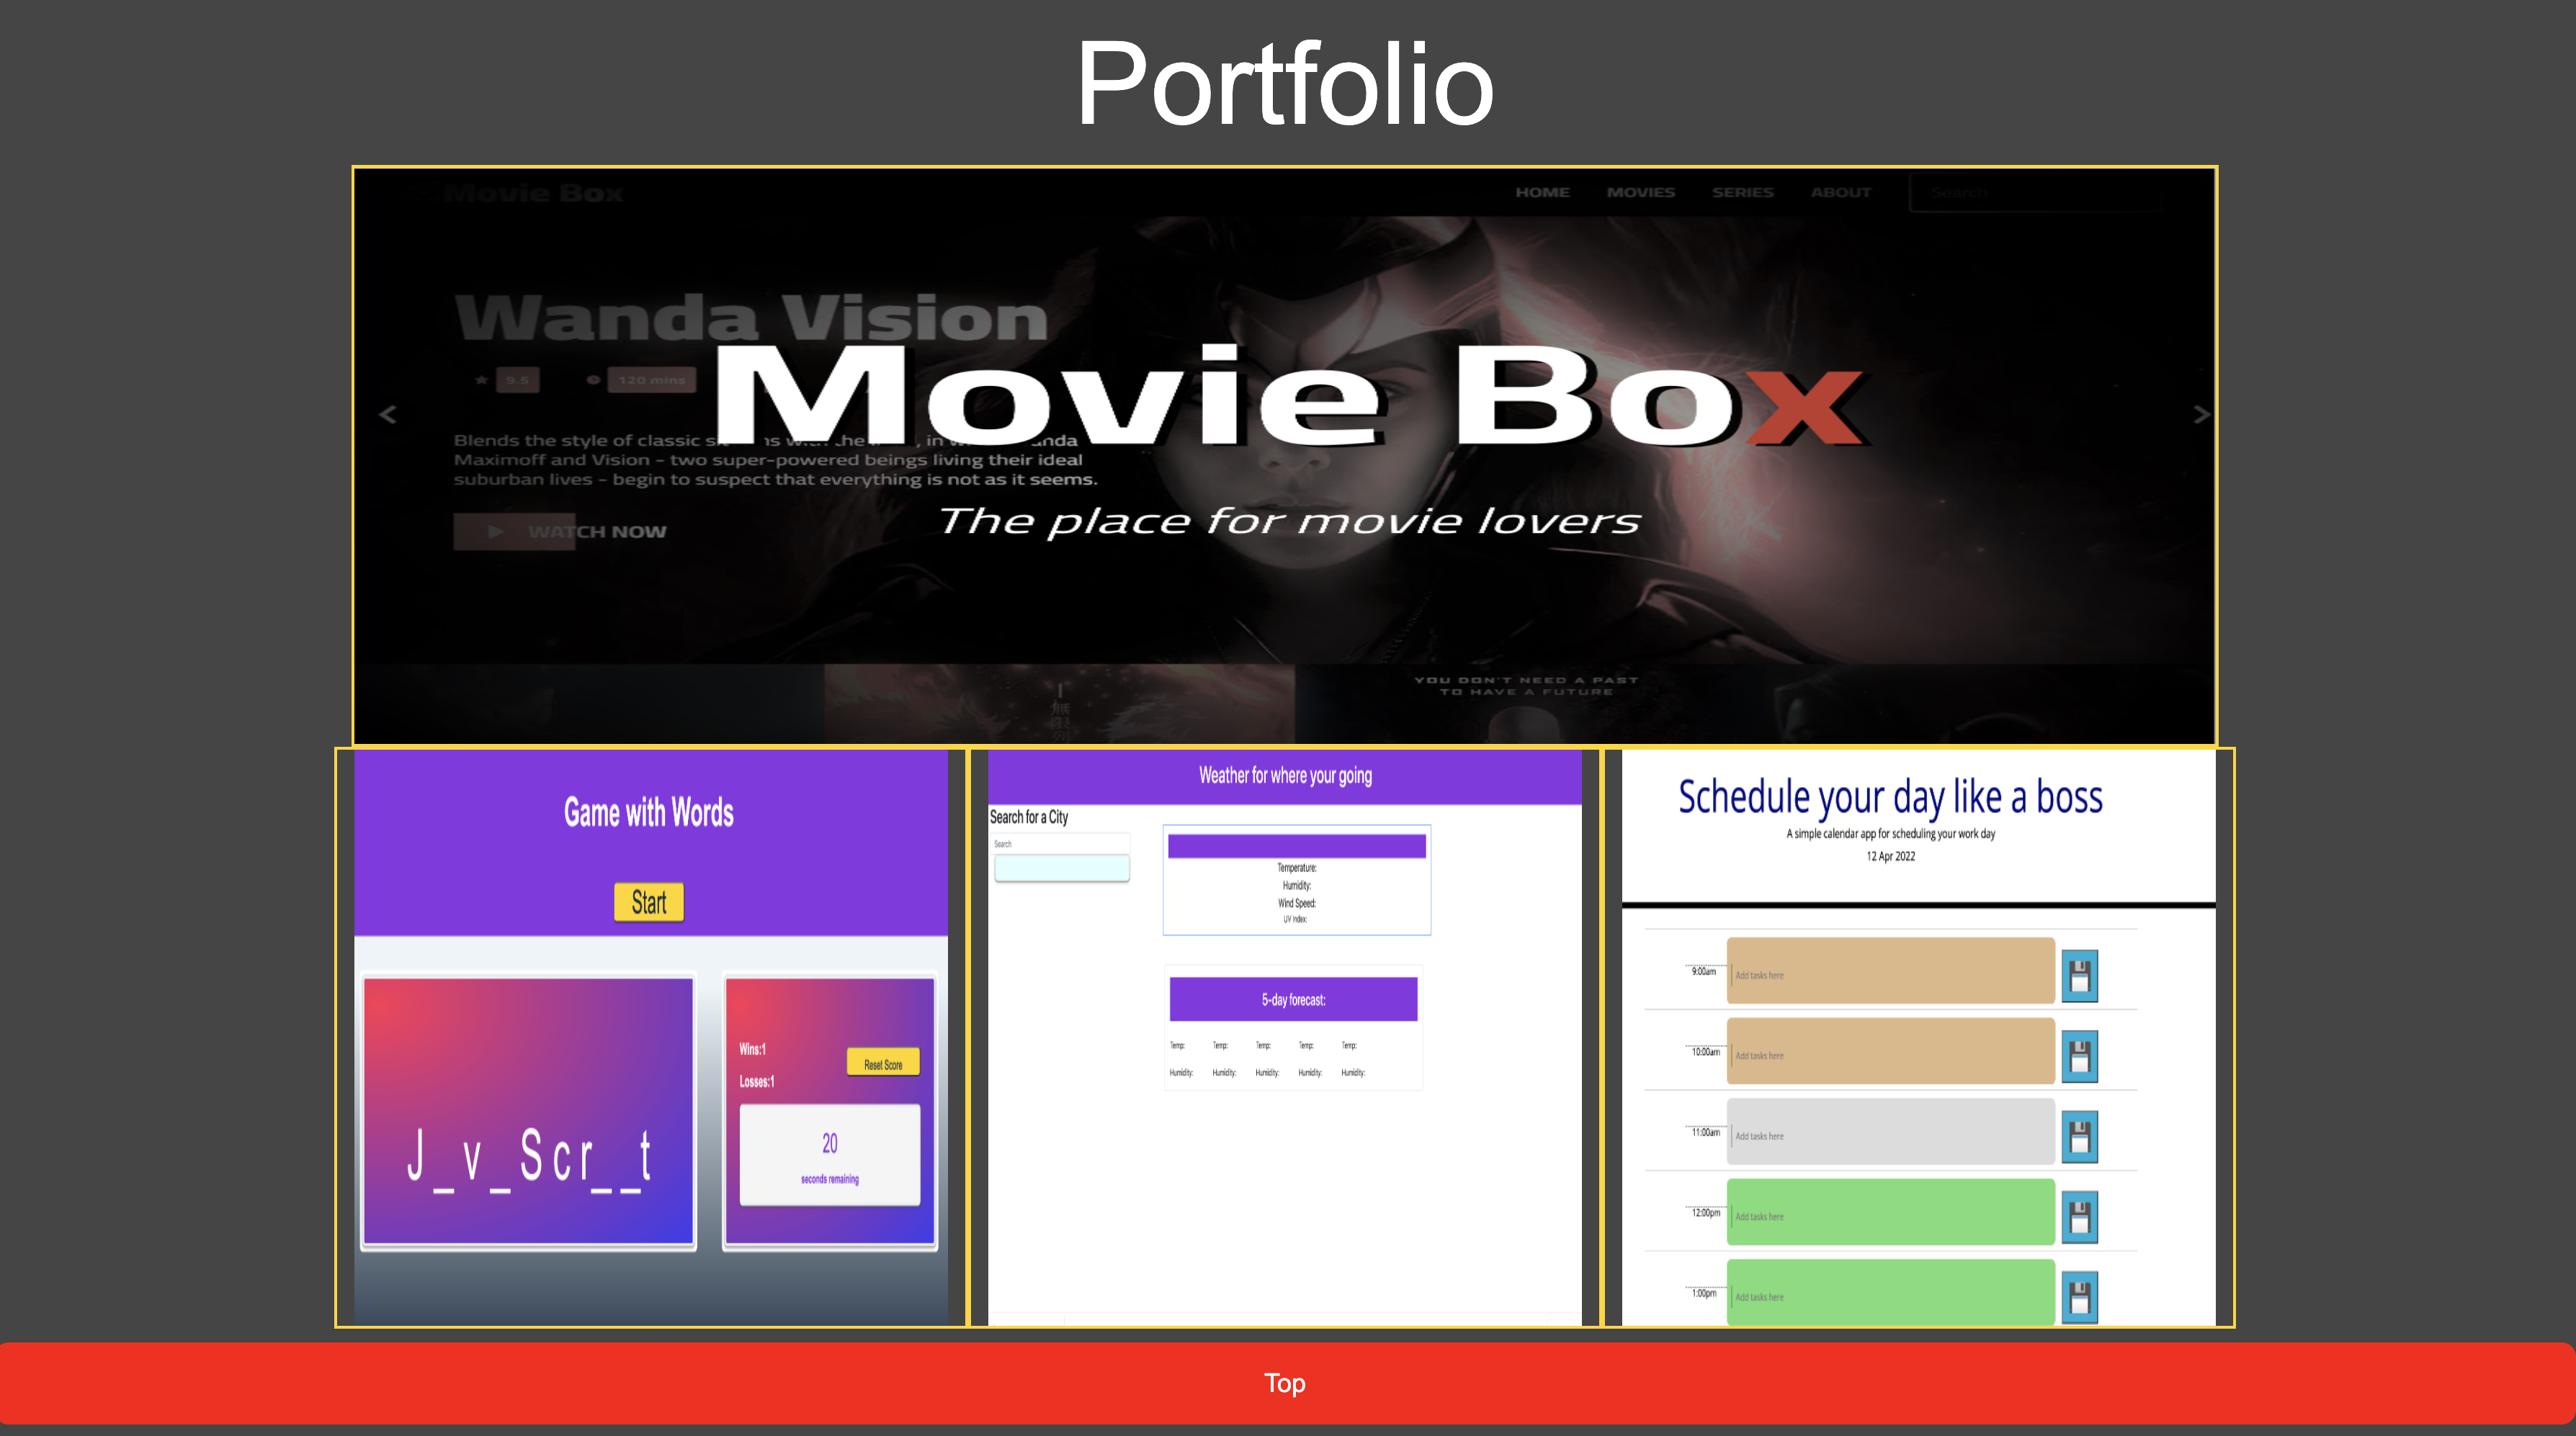 Portfolio
Movie Box
HOME MOVIES SERIES ABOUT Search
Wanda Vision
Movie Box
9.5 120 mins
Blends the style of classic with the in
Maximoff and Vision - two super-powered beings living their ideal
suburban lives - begin to suspect that everything is not as it seems.
The place for movie lovers
WATCH NOW
YOU DON'T NEED A PAST
TO HAVE A FUTURE
Game with Words
Start
J_v_Scr__t
Wins:1
Reset Score
Losses:1
20
seconds remaining
Weather for where your going
Search for a City
Search
Temperature:
Humidity:
Wind Speed:
UV Index:
5-day forecast:
Temp: Temp: Temp: Temp: Temp:
Humidity: Humidity: Humidity: Humidity: Humidity:
Schedule your day like a boss
A simple calendar app for scheduling your work day
12 Apr 2022
9:00am Add tasks here
10:00am Add tasks here
11:00am Add tasks here
12:00pm Add tasks here
1:00pm Add tasks here
Top